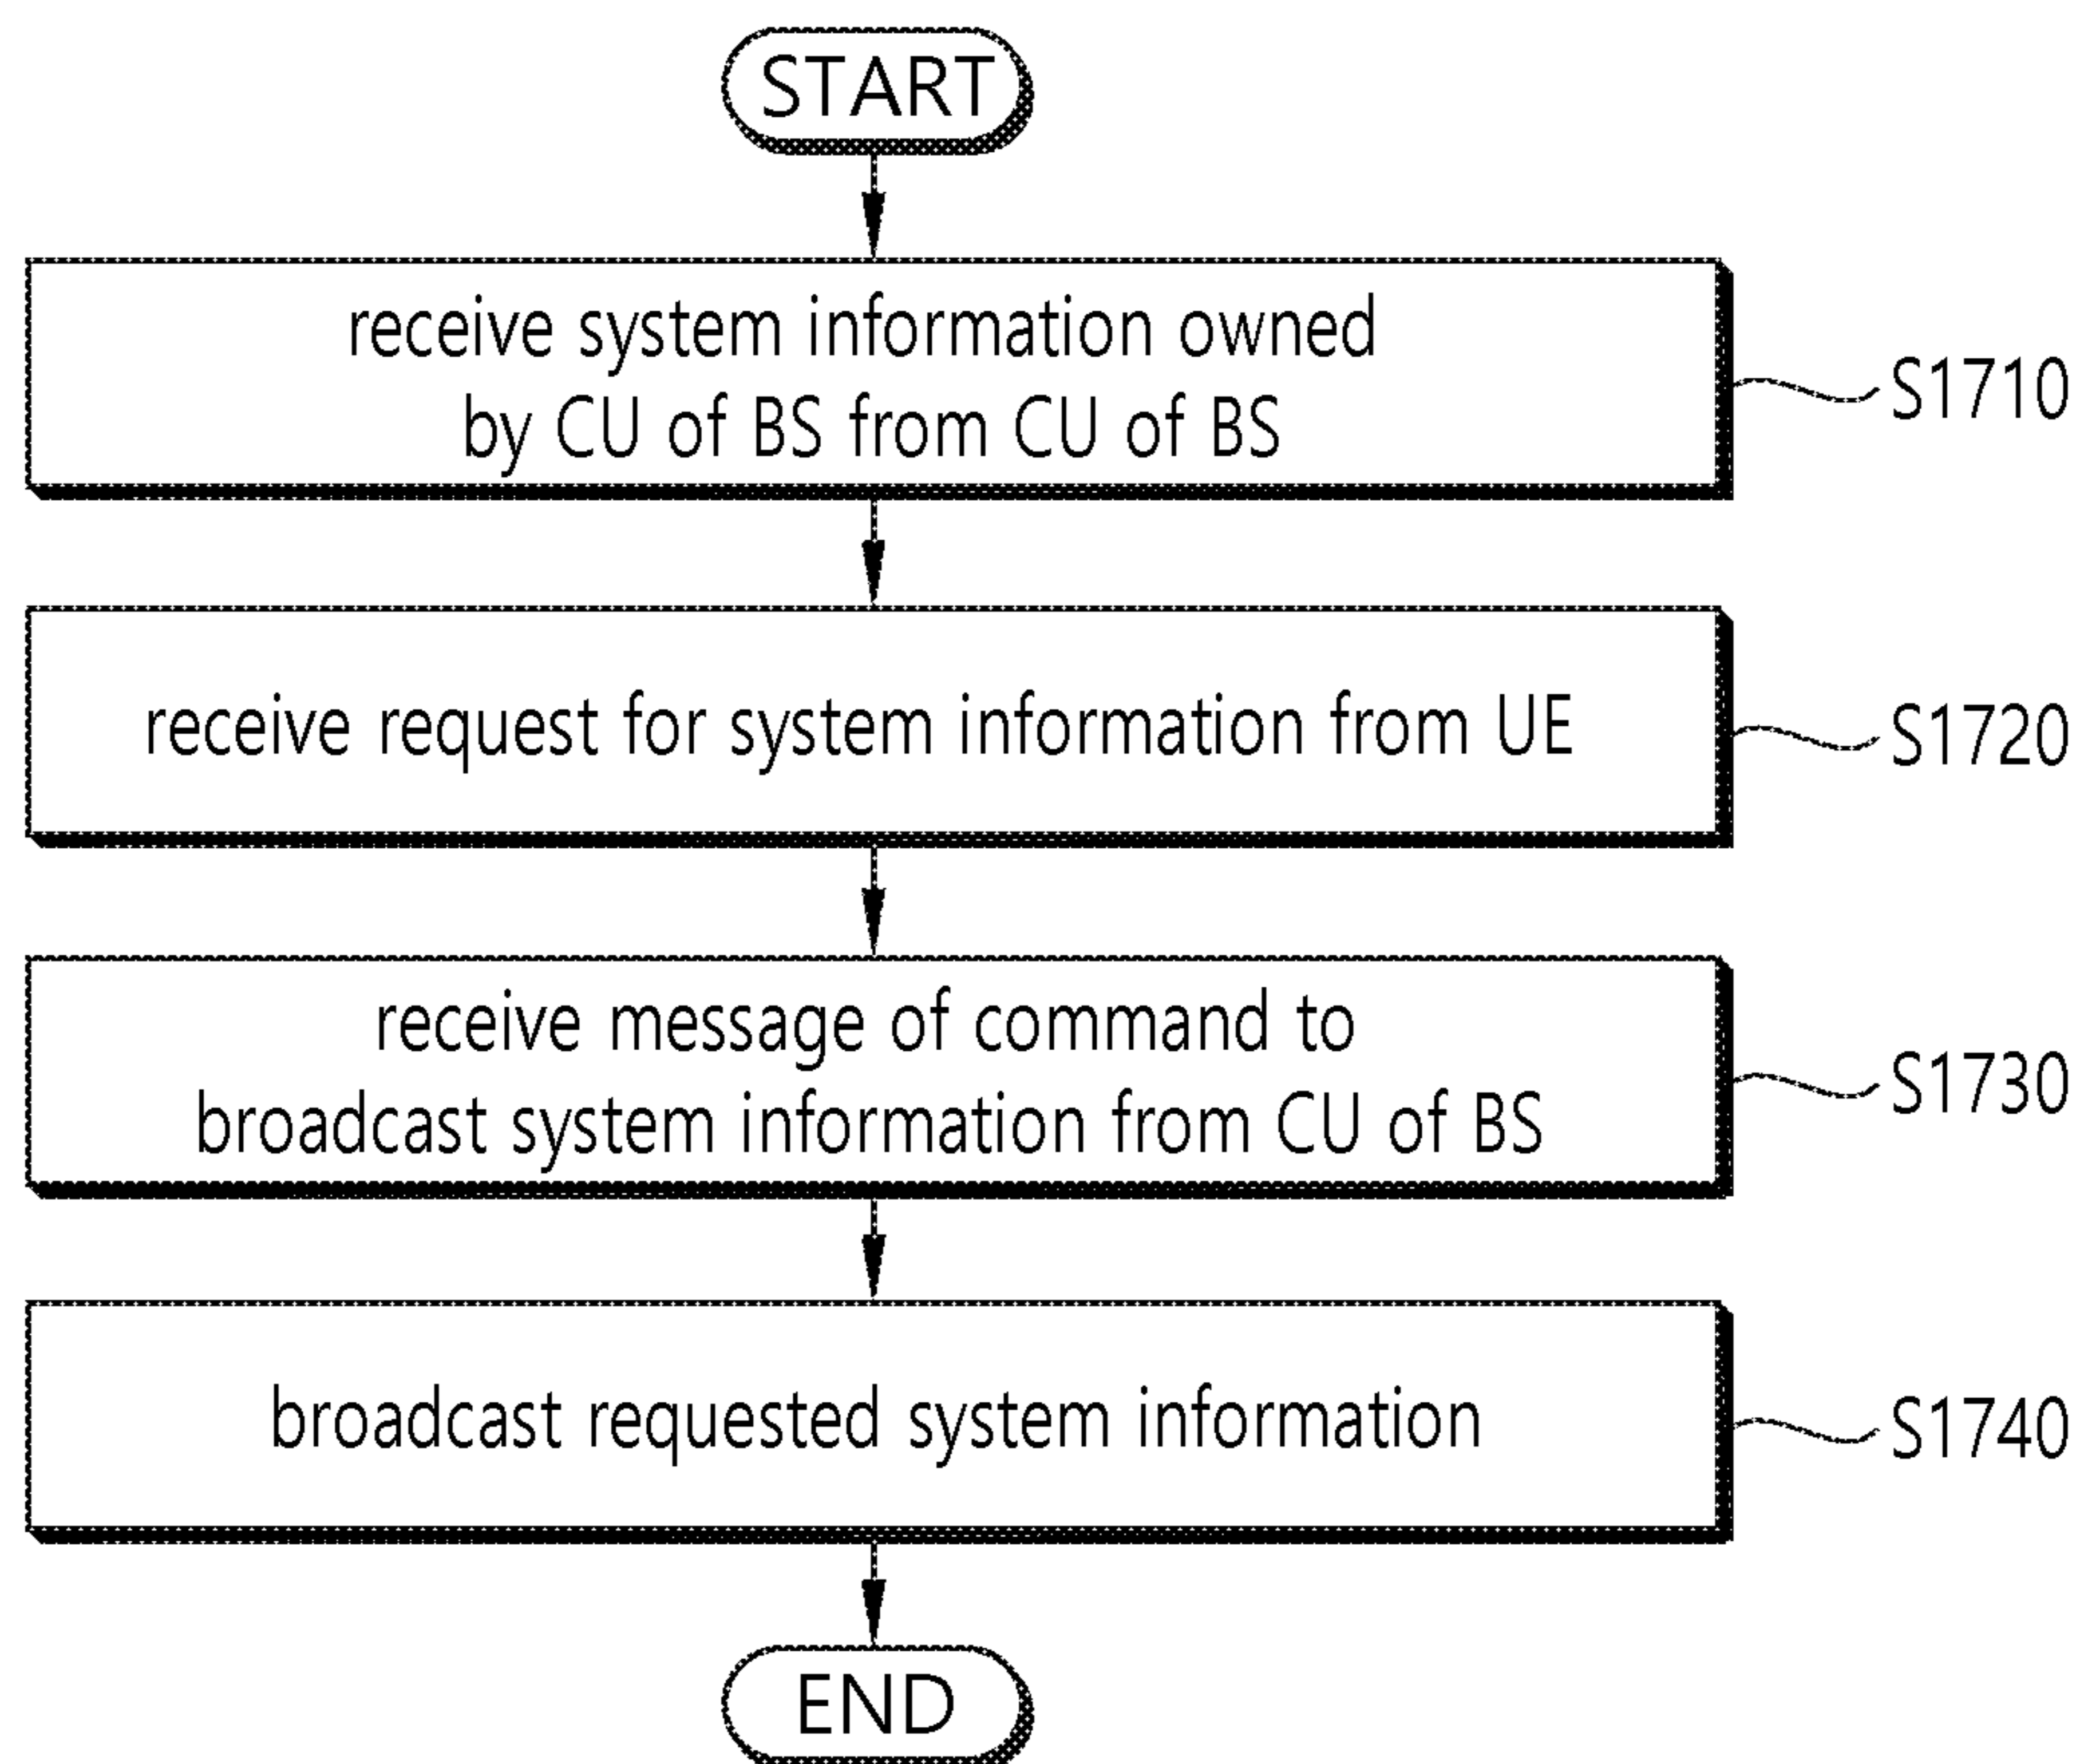 START
receive system information owned
by CU of BS from CU of BS
S1710
receive request for system information from UE
S1720
receive message of command to
broadcast system information from CU of BS
S1730
broadcast requested system information
S1740
END